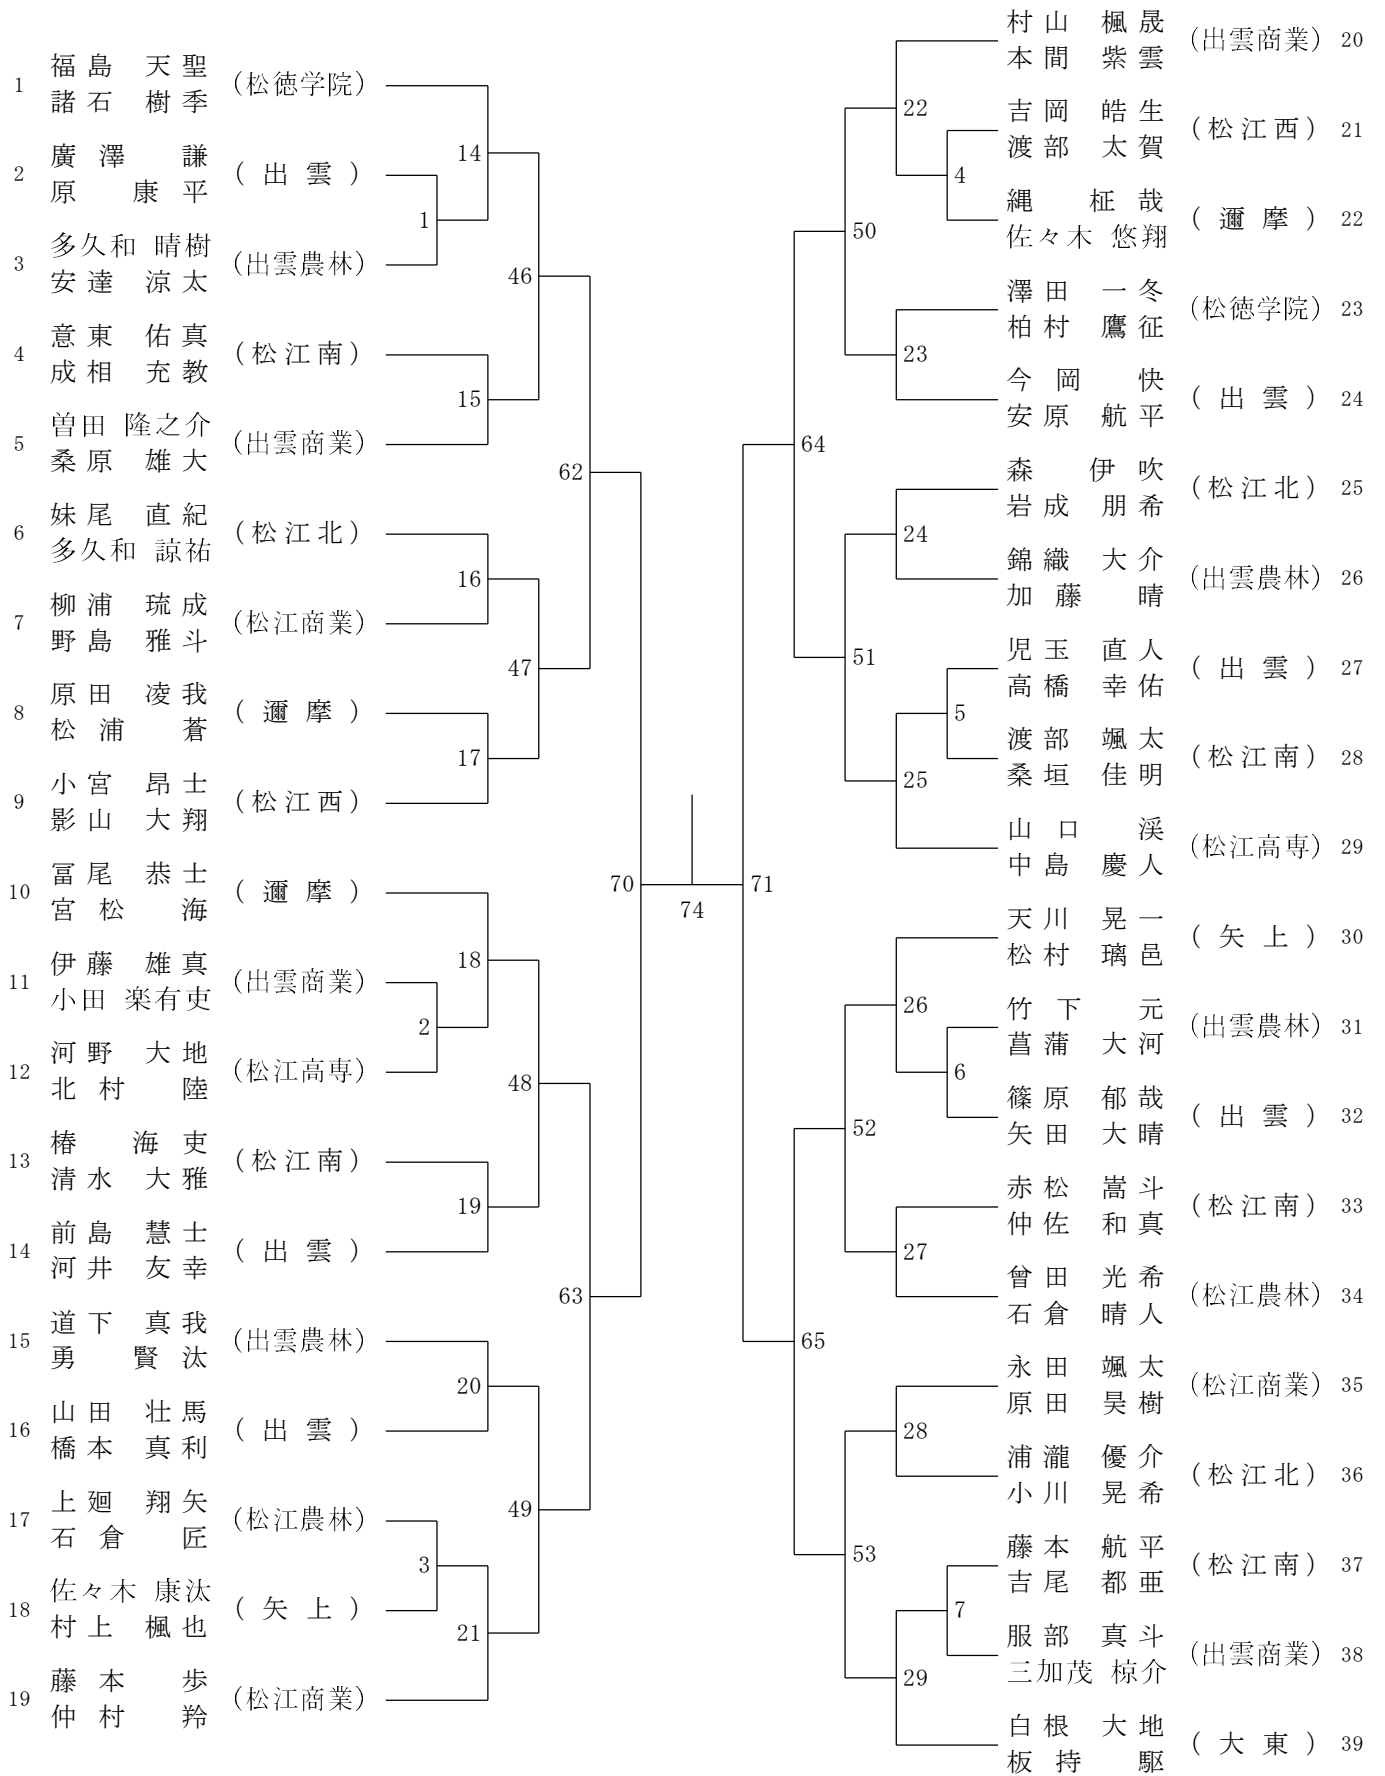 1 福島 天聖 (松徳学院)
諸石 樹季
14
2 廣澤 謙 (出雲)
原 康平
1
3 多久和 晴樹 (出雲農林)
安達 涼太
46
4 意東 佑真 (松江南)
成相 充教
15
5 曽田 隆之介 (出雲商業)
桑原 雄大
62
6 妹尾 直紀 (松江北)
多久和 諒祐
16
7 柳浦 琉成 (松江商業)
野島 雅斗
47
8 原田 凌我 (邇摩)
松浦 蒼
17
9 小宮 昂士 (松江西)
影山 大翔
70
10 冨尾 恭士 (邇摩)
宮松 海
18
11 伊藤 雄真 (出雲商業)
小田 楽有吏
2
12 河野 大地 (松江高専)
北村 陸
48
13 椿 海吏 (松江南)
清水 大雅
19
14 前島 慧士 (出雲)
河井 友幸
63
15 道下 真我 (出雲農林)
勇 賢汰
20
16 山田 壮馬 (出雲)
橋本 真利
49
17 上廻 翔矢 (松江農林)
石倉 匠
3
18 佐々木 康汰 (矢上)
村上 楓也
21
19 藤本 歩 (松江商業)
仲村 羚
74
村山 楓晟 (出雲商業) 20
本間 紫雲
22
吉岡 皓生 (松江西) 21
渡部 太賀
4
縄 柾哉 (邇摩) 22
佐々木 悠翔
50
澤田 一冬 (松徳学院) 23
柏村 鷹征
23
今岡 快 (出雲) 24
安原 航平
64
森 伊吹 (松江北) 25
岩成 朋希
24
錦織 大介 (出雲農林) 26
加藤 晴
51
児玉 直人 (出雲) 27
高橋 幸佑
5
渡部 颯太 (松江南) 28
桑垣 佳明
25
山口 渓 (松江高専) 29
中島 慶人
71
天川 晃一 (矢上) 30
松村 璃邑
26
竹下 元 (出雲農林) 31
菖蒲 大河
6
篠原 郁哉 (出雲) 32
矢田 大晴
52
赤松 嵩斗 (松江南) 33
仲佐 和真
27
曾田 光希 (松江農林) 34
石倉 晴人
65
永田 颯太 (松江商業) 35
原田 昊樹
28
浦瀧 優介 (松江北) 36
小川 晃希
53
藤本 航平 (松江南) 37
吉尾 都亜
7
服部 真斗 (出雲商業) 38
三加茂 椋介
29
白根 大地 (大東) 39
板持 駆